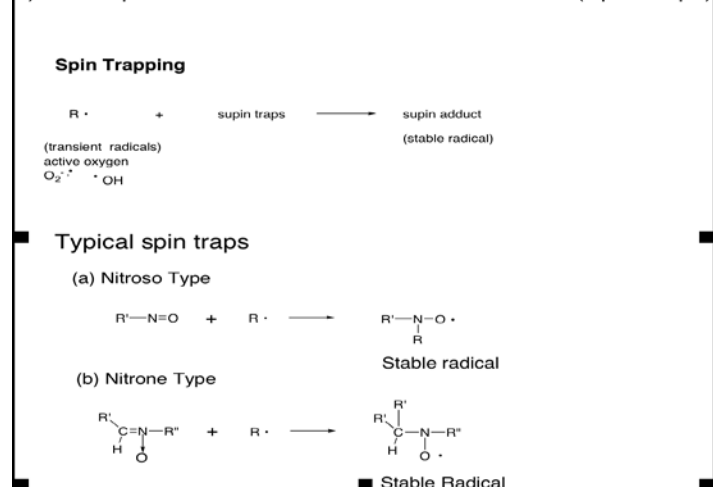 Spin Trapping
R · + supin traps ⟶ supin adduct
(stable radical)
(transient radicals)
active oxygen
O₂⁻· · OH
Typical spin traps
(a) Nitroso Type
R'—N=O + R · ⟶ R'—N—O ·
R
Stable radical
(b) Nitrone Type
R'
R' R'
C=N—R" + R · ⟶ C—N—R"
H O H O ·
Stable Radical